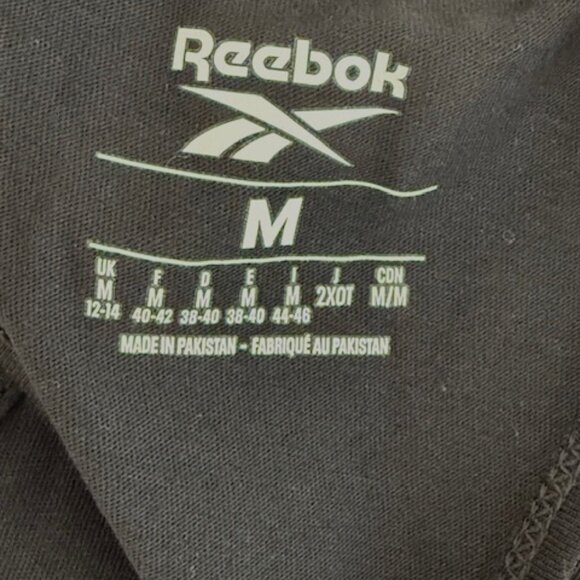 Reebok
M
UK F D E I J CDN
M M M M M 2XOT M/M
12-14 40-42 38-40 38-40 44-46
MADE IN PAKISTAN - FABRIQUÉ AU PAKISTAN